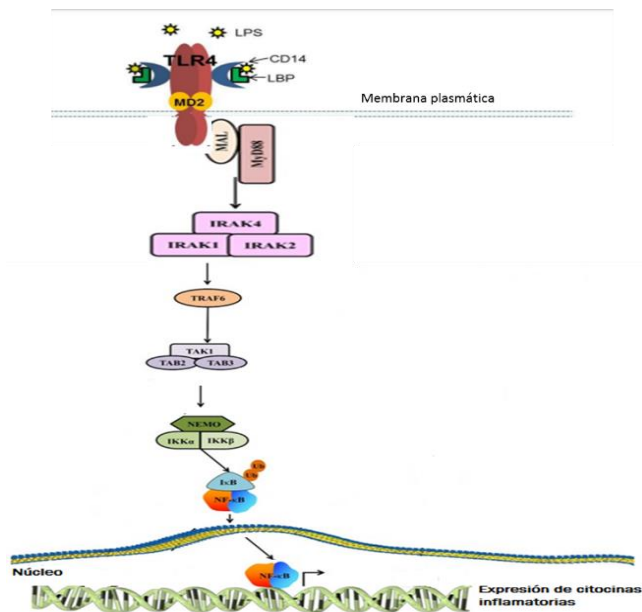 LPS
TLR4
CD14
LBP
MD2
Membrana plasmática
MAL
MyD88
IRAK4
IRAK1
IRAK2
TRAF6
TAK1
TAB2
TAB3
NEMO
IKKα
IKKβ
Ub
Ub
IκB
NF-κB
Núcleo
NF-κB
Expresión de citocinas
inflamatorias